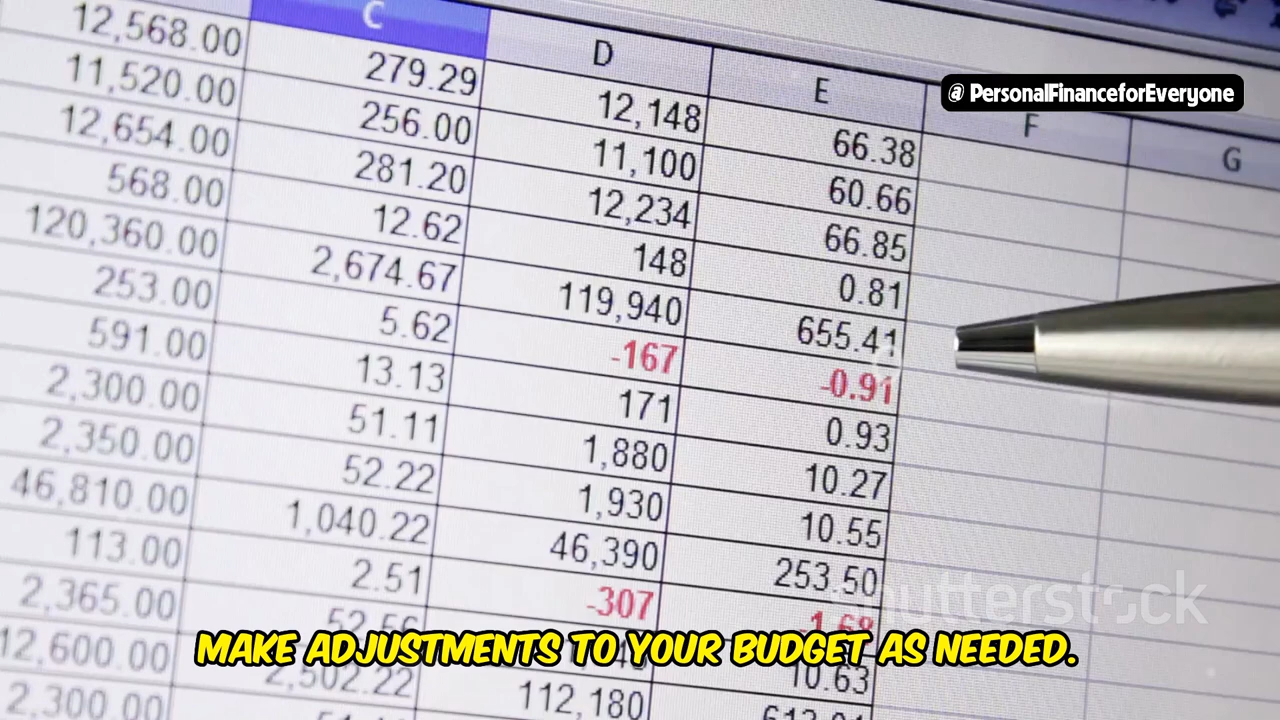 C D E F G
12,568.00 279.29 12,148 66.38
11,520.00 256.00 11,100 60.66
12,654.00 281.20 12,234 66.85
568.00 12.62 148 0.81
120,360.00 2,674.67 119,940 655.41
253.00 5.62 -167 -0.91
591.00 13.13 171 0.93
2,300.00 51.11 1,880 10.27
2,350.00 52.22 1,930 10.55
46,810.00 1,040.22 46,390 253.50
113.00 2.51 -307
2,365.00 10.63
12,600.00 2,502.22 112,180
2,300.00
@ PersonalFinanceforEveryone
shutterstock
MAKE ADJUSTMENTS TO YOUR BUDGET AS NEEDED.